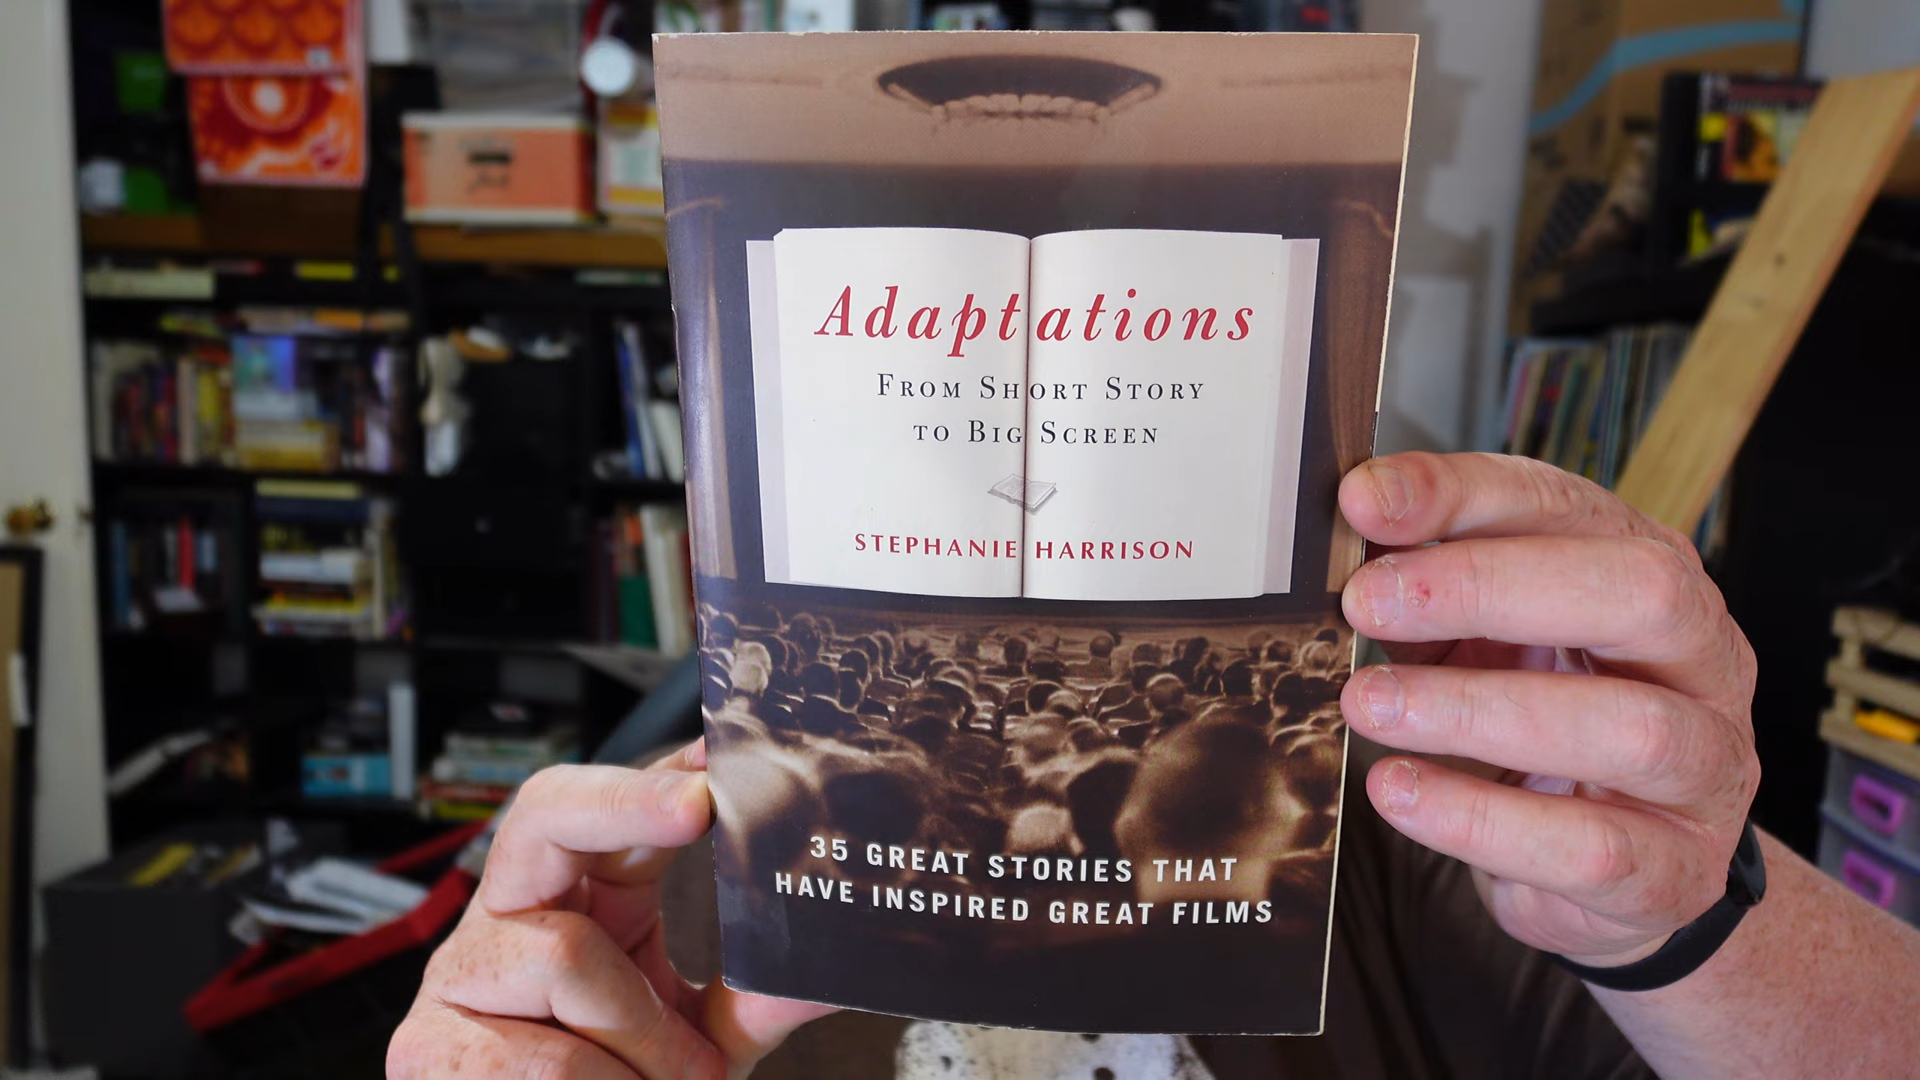 Adaptations
FROM SHORT STORY
TO BIG SCREEN
STEPHANIE HARRISON
35 GREAT STORIES THAT
HAVE INSPIRED GREAT FILMS